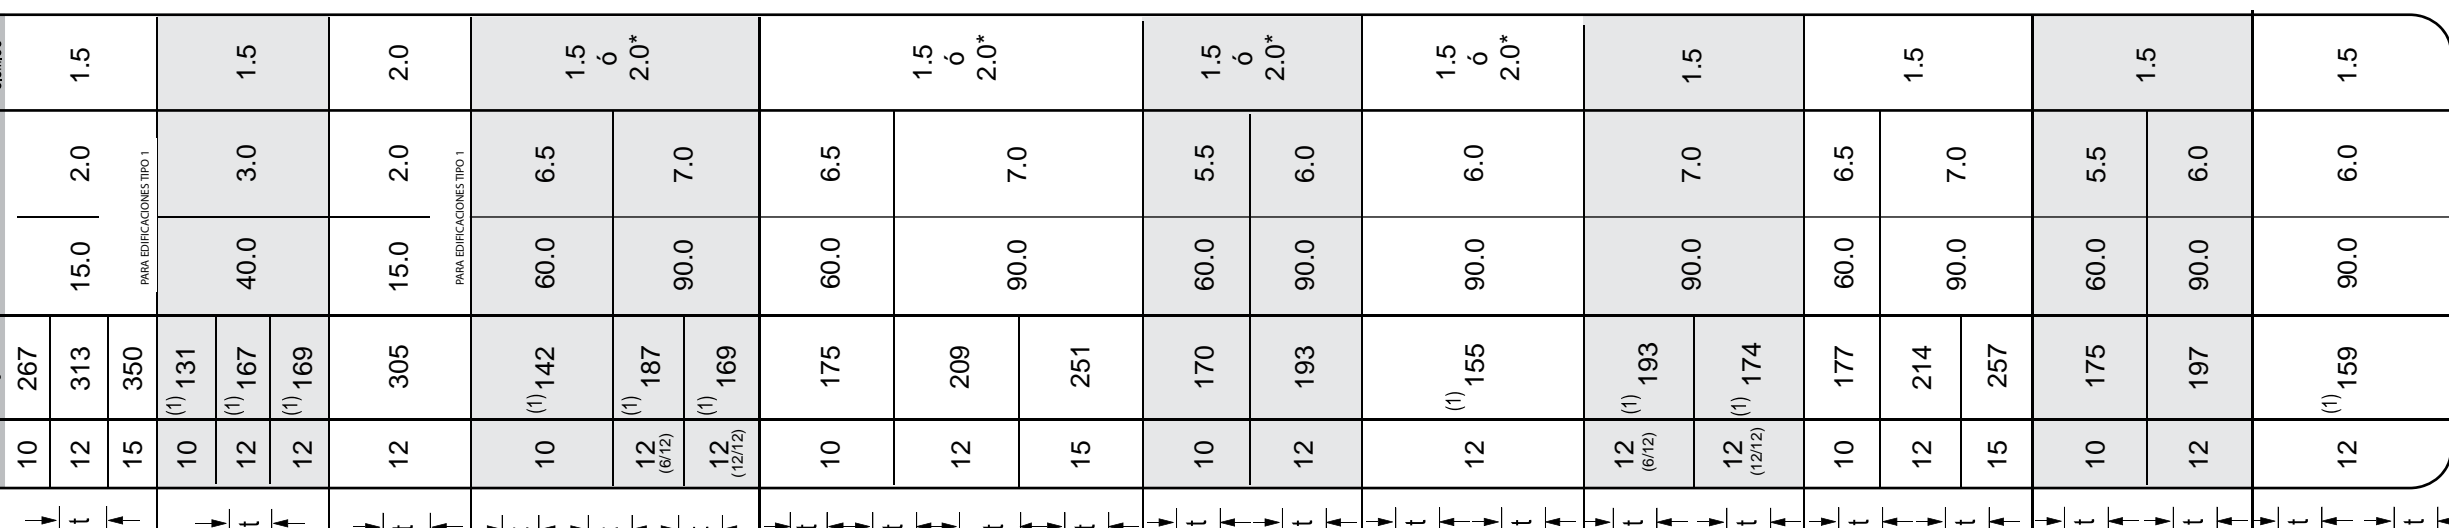 10 267
t 12 313 15.0 2.0 1.5
15 350
PARA EDIFICACIONES TIPO 1
10 (1) 131
t 12 (1) 167 40.0 3.0 1.5
12 (1) 169
t 12 305 15.0 2.0 2.0
PARA EDIFICACIONES TIPO 1
10 (1) 142 60.0 6.5
1.5
ó
2.0*
12 (1) 187
(6/12)
90.0 7.0
12 (1) 169
(12/12)
t 10 175 60.0 6.5
t 12 209
1.5
ó
2.0*
90.0 7.0
t 15 251
t 10 170 60.0 5.5
1.5
ó
2.0*
t 12 193 90.0 6.0
t
1.5
12 (1) 155 90.0 6.0 ó
2.0*
t
t 12 (1) 193
(6/12)
90.0 7.0 1.5
t 12 (1) 174
(12/12)
t 10 177 60.0 6.5
t 12 214 1.5
90.0 7.0
t 15 257
t 10 175 60.0 5.5
1.5
t 12 197 90.0 6.0
t
12 (1) 159 90.0 6.0 1.5
t